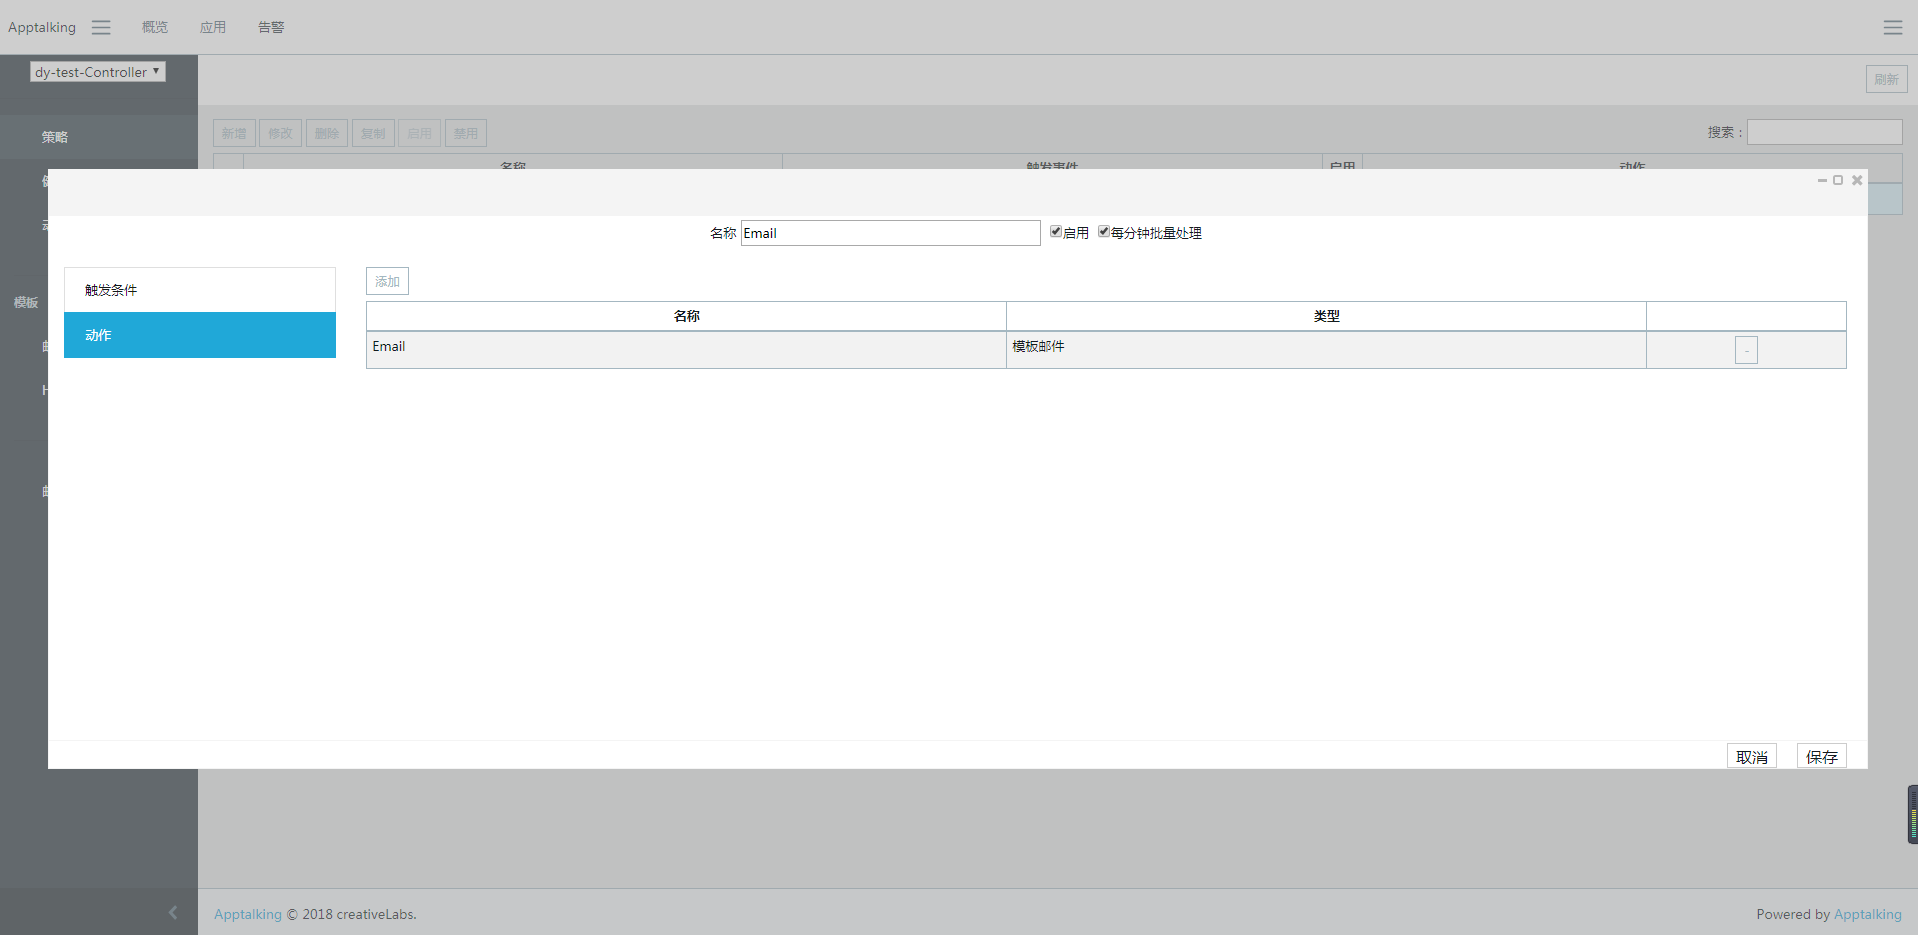 Apptalking 概览 应用 告警
dy-test-Controller
刷新
策略
新增 修改 删除 复制 启用 禁用
搜索：
名称 触发事件 启用 动作
名称 Email 启用 每分钟批量处理
触发条件
动作
添加
名称 类型
Email 模板邮件 -
模板
取消 保存
Apptalking © 2018 creativeLabs.
Powered by Apptalking